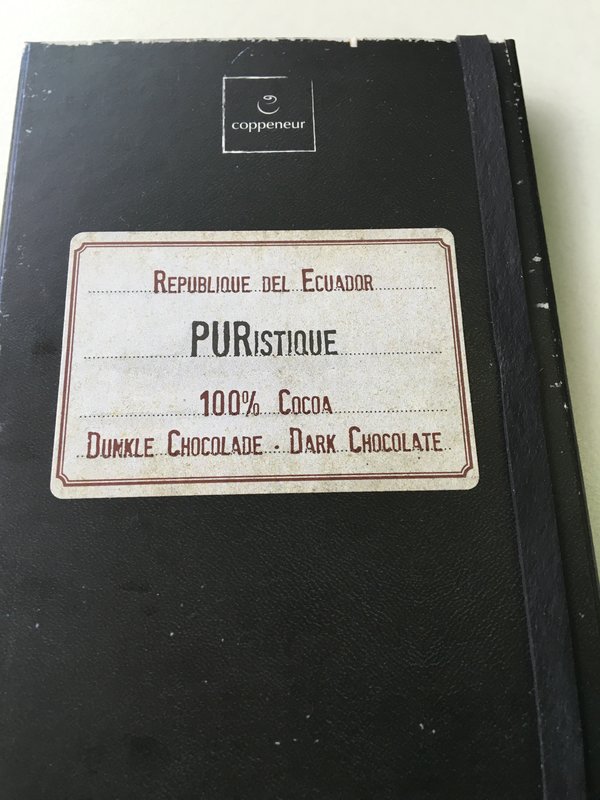 coppeneur
Republique del Ecuador
PURistique
100% Cocoa
Dunkle Chocolade · Dark Chocolate